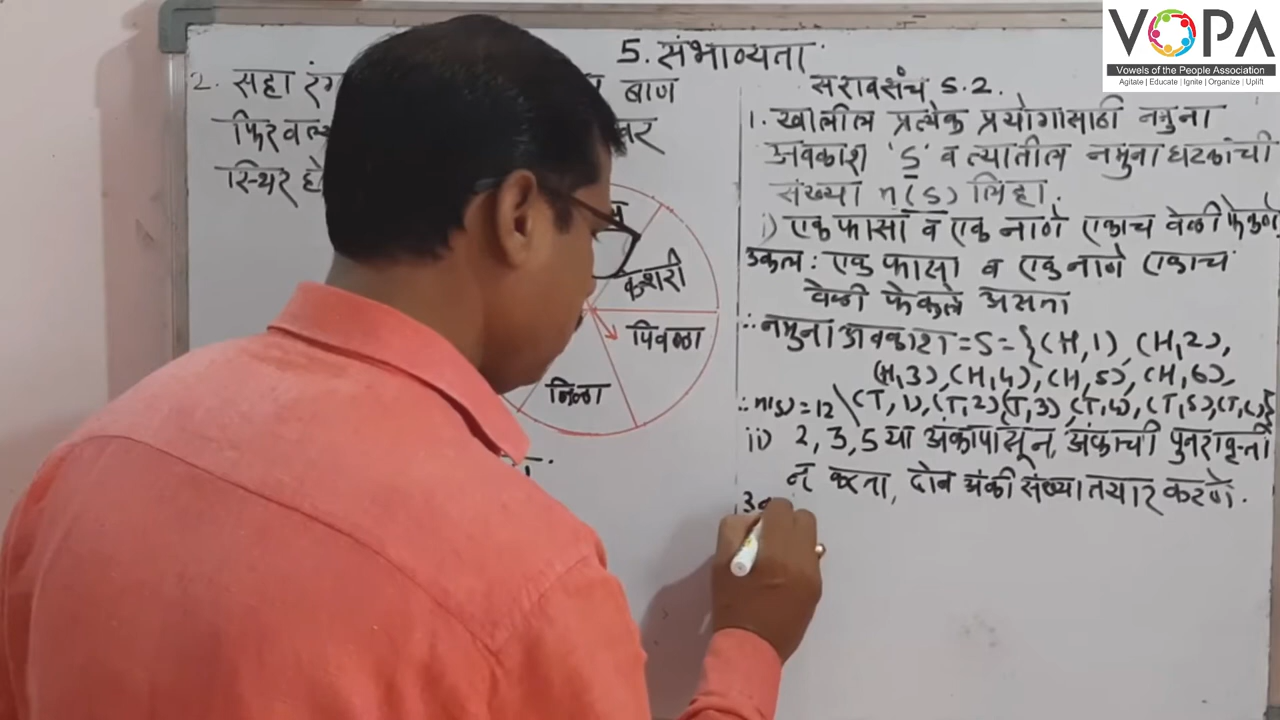 VOPA
Vowels of the People Association
Agitate | Educate | Ignite | Organize | Uplift
5. संभाव्यता
2. सहा रंग बाण
फिरवल्य वर
स्थिर हो
केशरी
पिवळा
निळा
सरावसंच 5.2.
1. खालील प्रत्येक प्रयोगासाठी नमुना
अवकाश 'S' व त्यातील नमुना घटकांची
संख्या n(S) लिहा.
i) एक फासा व एक नाणे एकाच वेळी फेकणे
उकल : एक फासा व एक नाणे एकाच
वेळी फेकले असता
∴ नमुना अवकाश = S = {(H,1), (H,2),
(H,3), (H,4), (H,5), (H,6),
∴ n(S) = 12 (T,1), (T,2) (T,3), (T,4), (T,5), (T,6)}
ii) 2, 3, 5 या अंकापासून, अंकाची पुनरावृत्ती
न करता, दोन अंकी संख्या तयार करणे.
उक